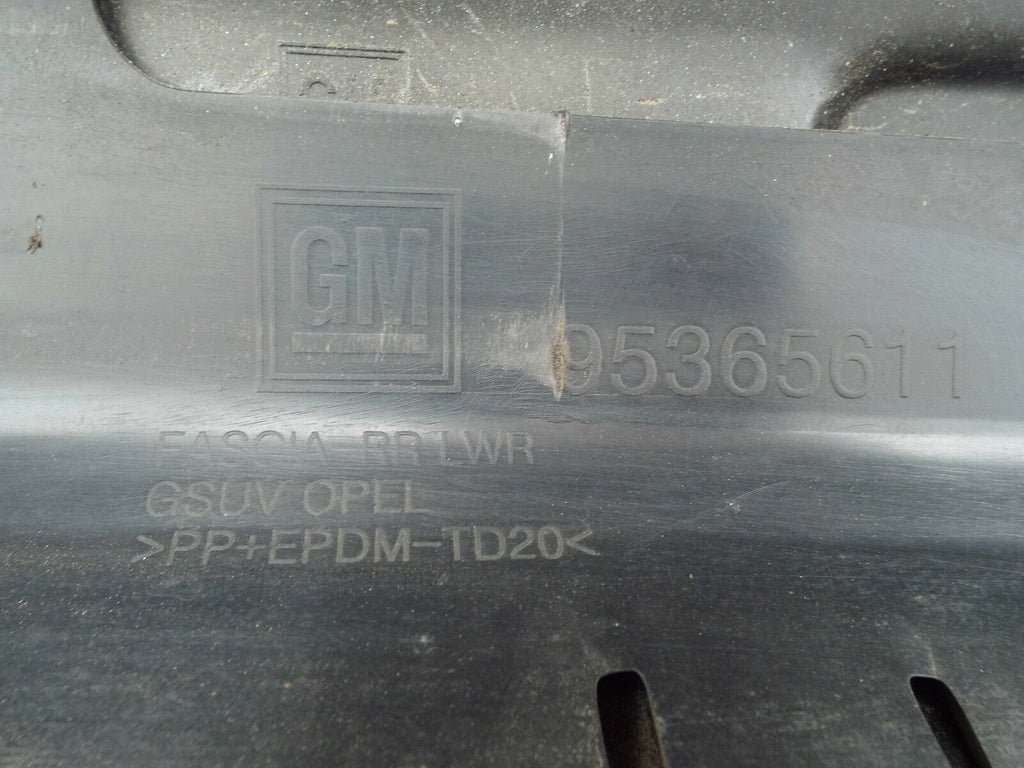 GM
95365611
FASCIA RR LWR
GSUV OPEL
>PP+EPDM-TD20<